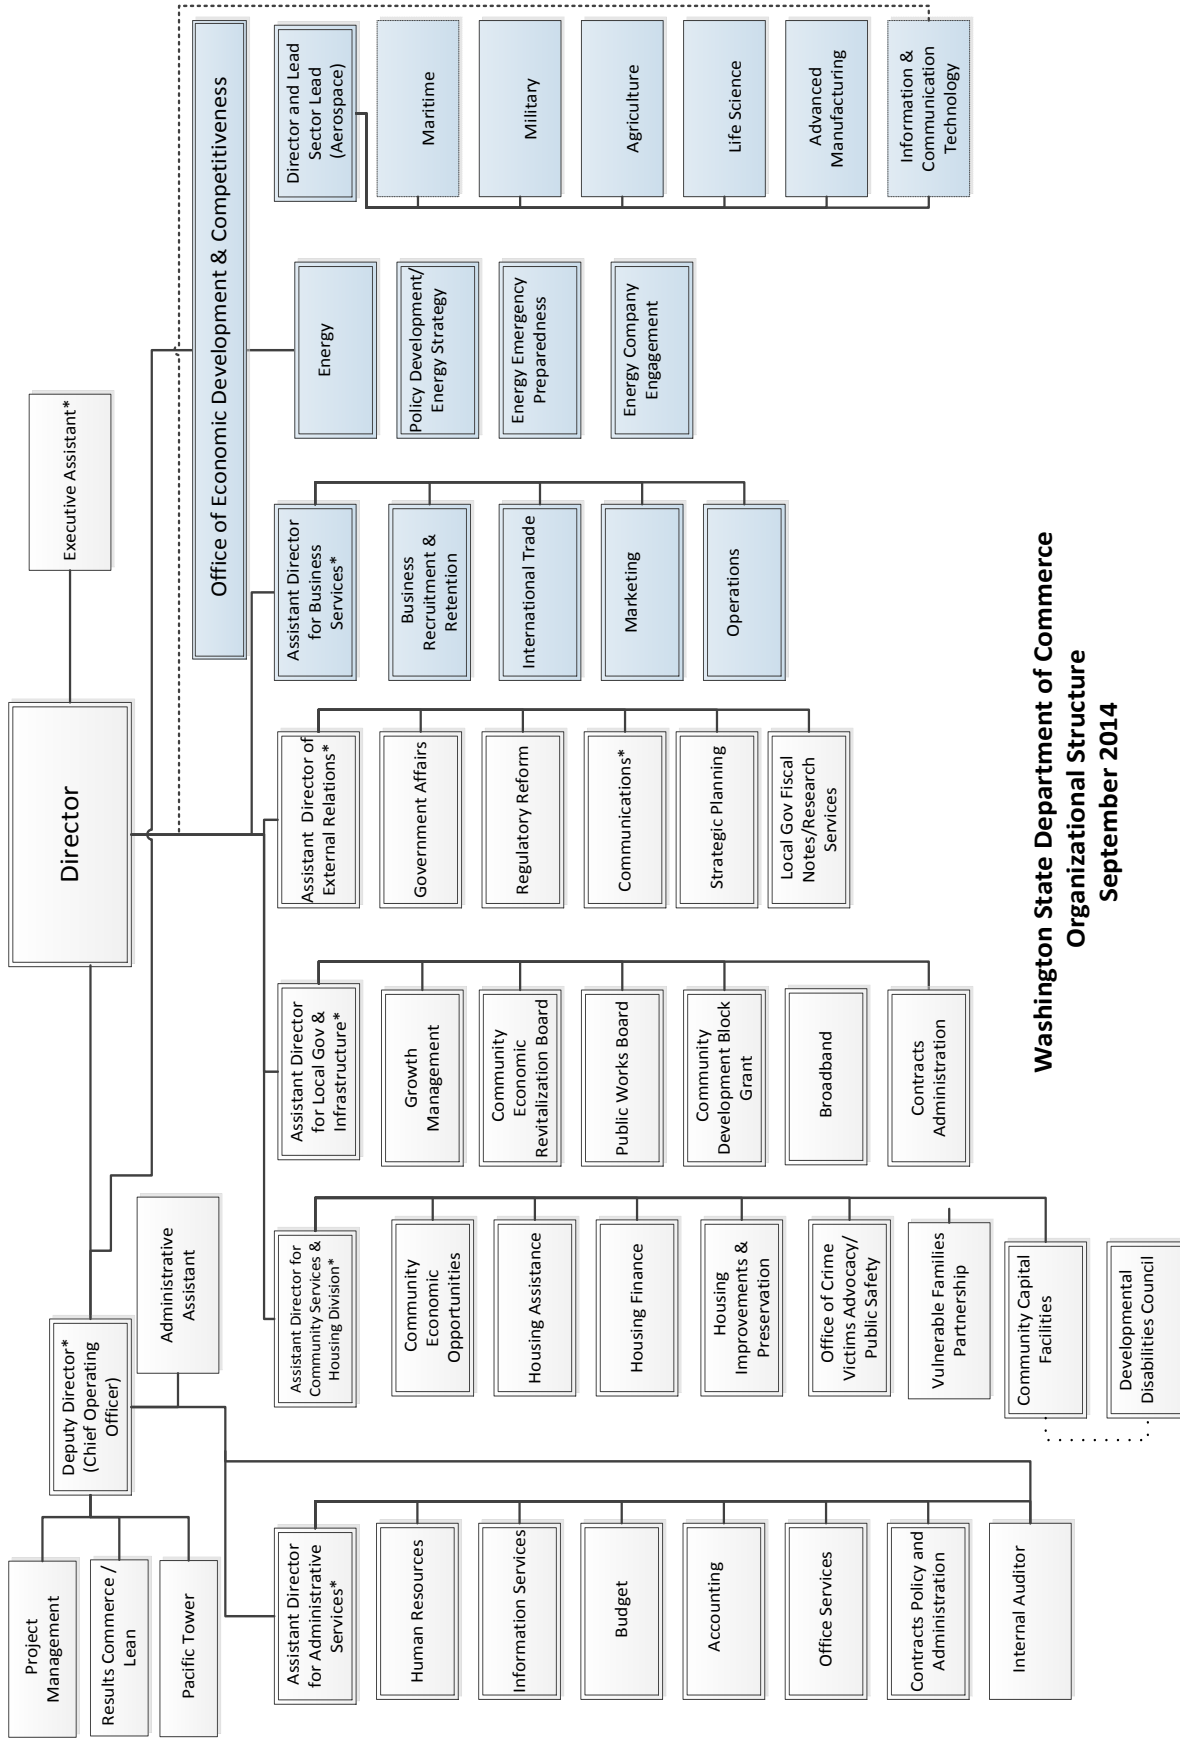 Director
Executive Assistant*
Deputy Director*
(Chief Operating
Officer)
Administrative
Assistant
Project
Management
Results Commerce /
Lean
Pacific Tower
Office of Economic Development & Competitiveness
Assistant Director
for Administrative
Services*
Human Resources
Information Services
Budget
Accounting
Office Services
Contracts Policy and
Administration
Internal Auditor
Assistant Director for
Community Services &
Housing Division*
Community
Economic
Opportunities
Housing Assistance
Housing Finance
Housing
Improvements &
Preservation
Office of Crime
Victims Advocacy/
Public Safety
Vulnerable Families
Partnership
Community Capital
Facilities
Developmental
Disabilities Council
Assistant Director
for Local Gov &
Infrastructure*
Growth
Management
Community
Economic
Revitalization Board
Public Works Board
Community
Development Block
Grant
Broadband
Contracts
Administration
Assistant Director of
External Relations*
Government Affairs
Regulatory Reform
Communications*
Strategic Planning
Local Gov Fiscal
Notes/Research
Services
Assistant Director
for Business
Services*
Business
Recruitment &
Retention
International Trade
Marketing
Operations
Energy
Policy Development/
Energy Strategy
Energy Emergency
Preparedness
Energy Company
Engagement
Director and Lead
Sector Lead
(Aerospace)
Maritime
Military
Agriculture
Life Science
Advanced
Manufacturing
Information &
Communication
Technology
Washington State Department of Commerce
Organizational Structure
September 2014